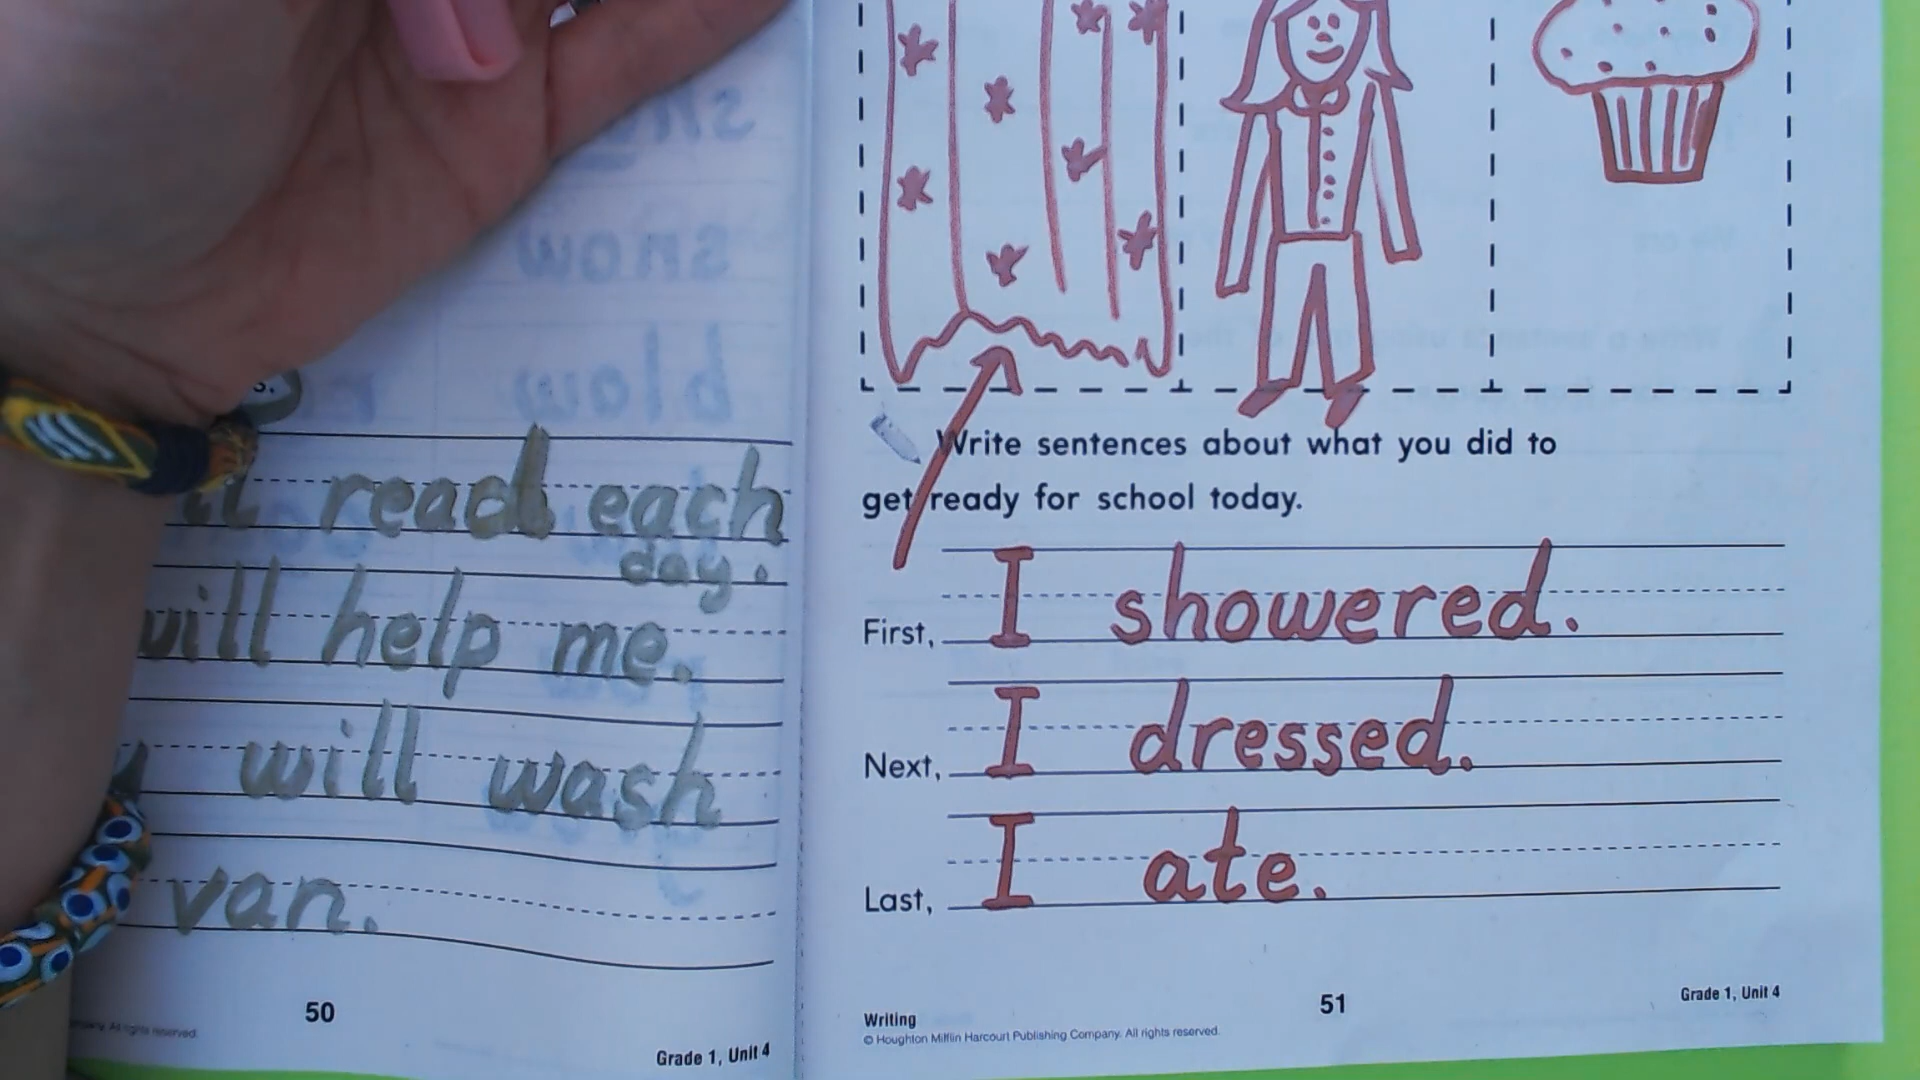 read each
day.
will help me.
will wash
van.
50
Grade 1, Unit 4
Write sentences about what you did to
get ready for school today.
First, I showered.
Next, I dressed.
Last, I ate.
Writing
51
Grade 1, Unit 4
© Houghton Mifflin Harcourt Publishing Company. All rights reserved.